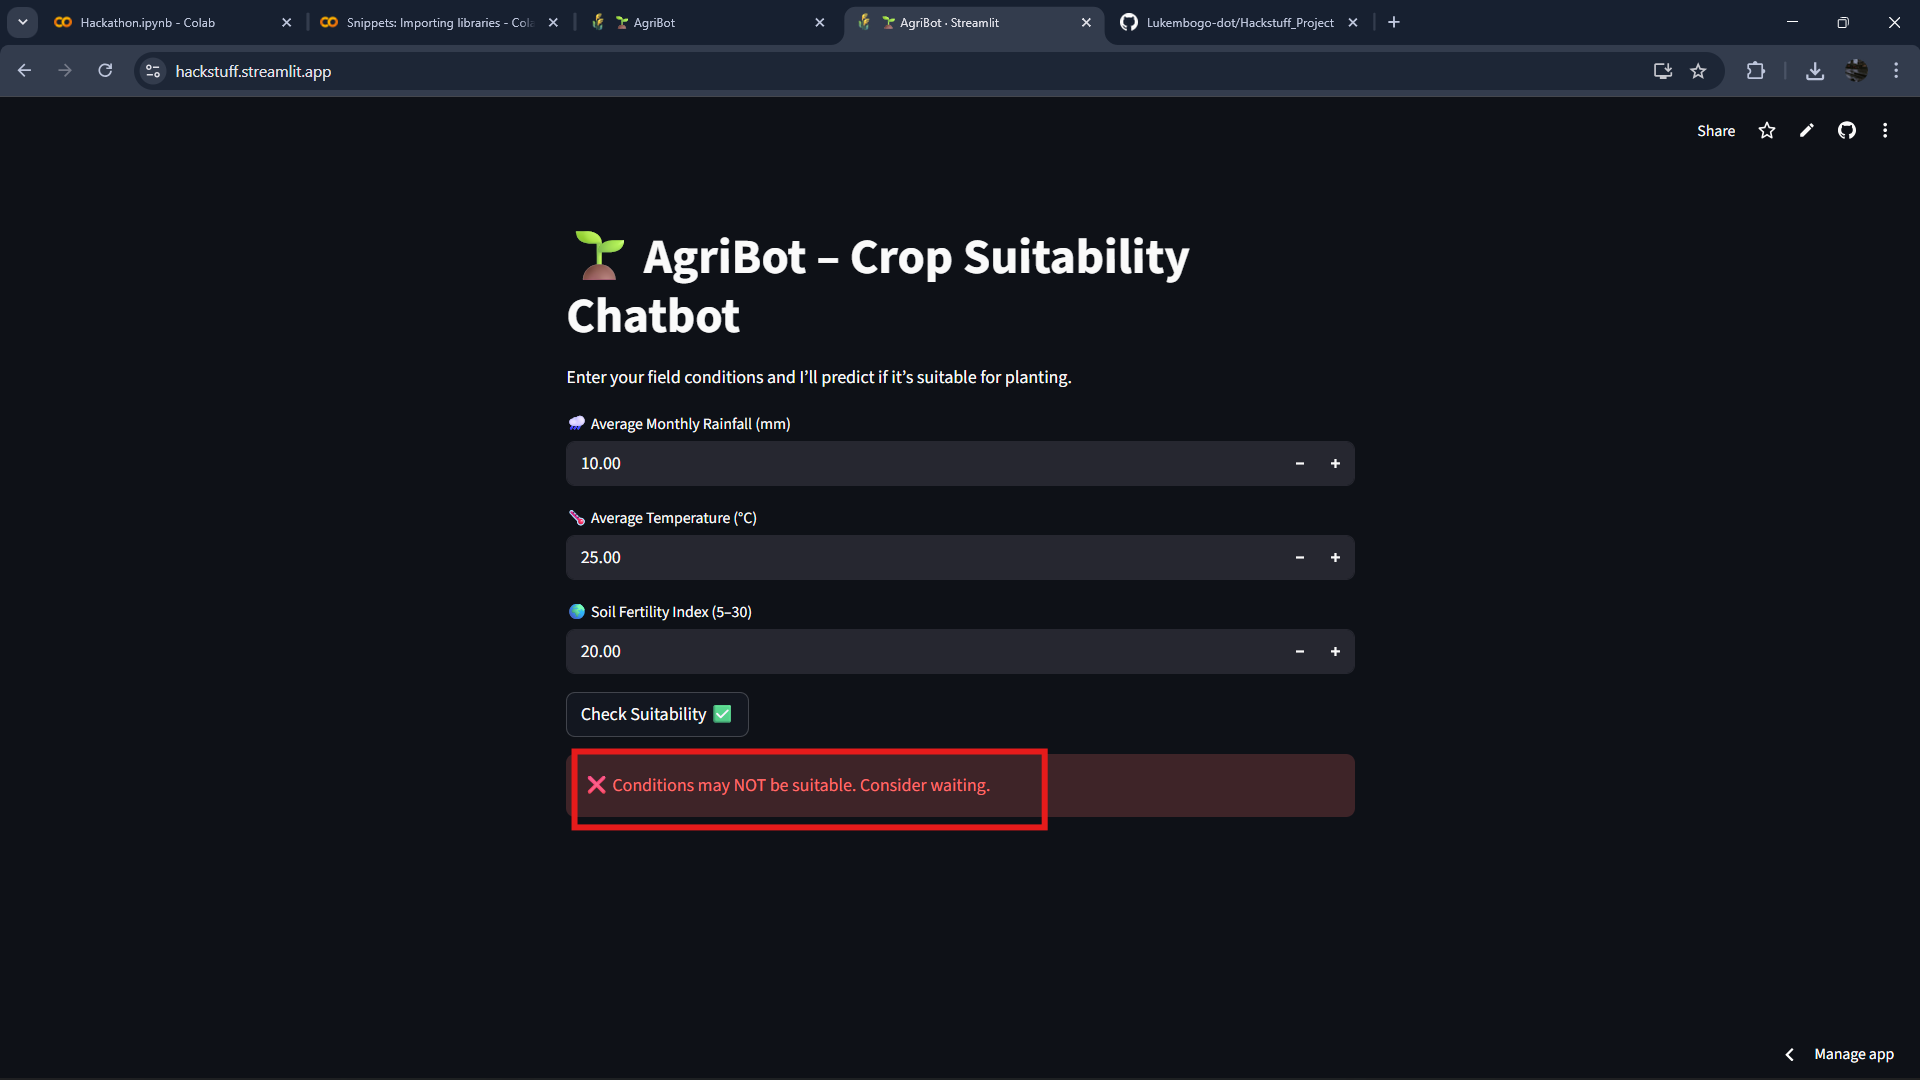 Hackathon.ipynb - Colab
Snippets: Importing libraries - Cola
AgriBot
AgriBot · Streamlit
Lukembogo-dot/Hackstuff_Project
hackstuff.streamlit.app
Share
AgriBot – Crop Suitability
Chatbot
Enter your field conditions and I’ll predict if it’s suitable for planting.
Average Monthly Rainfall (mm)
10.00
Average Temperature (°C)
25.00
Soil Fertility Index (5–30)
20.00
Check Suitability
Conditions may NOT be suitable. Consider waiting.
Manage app